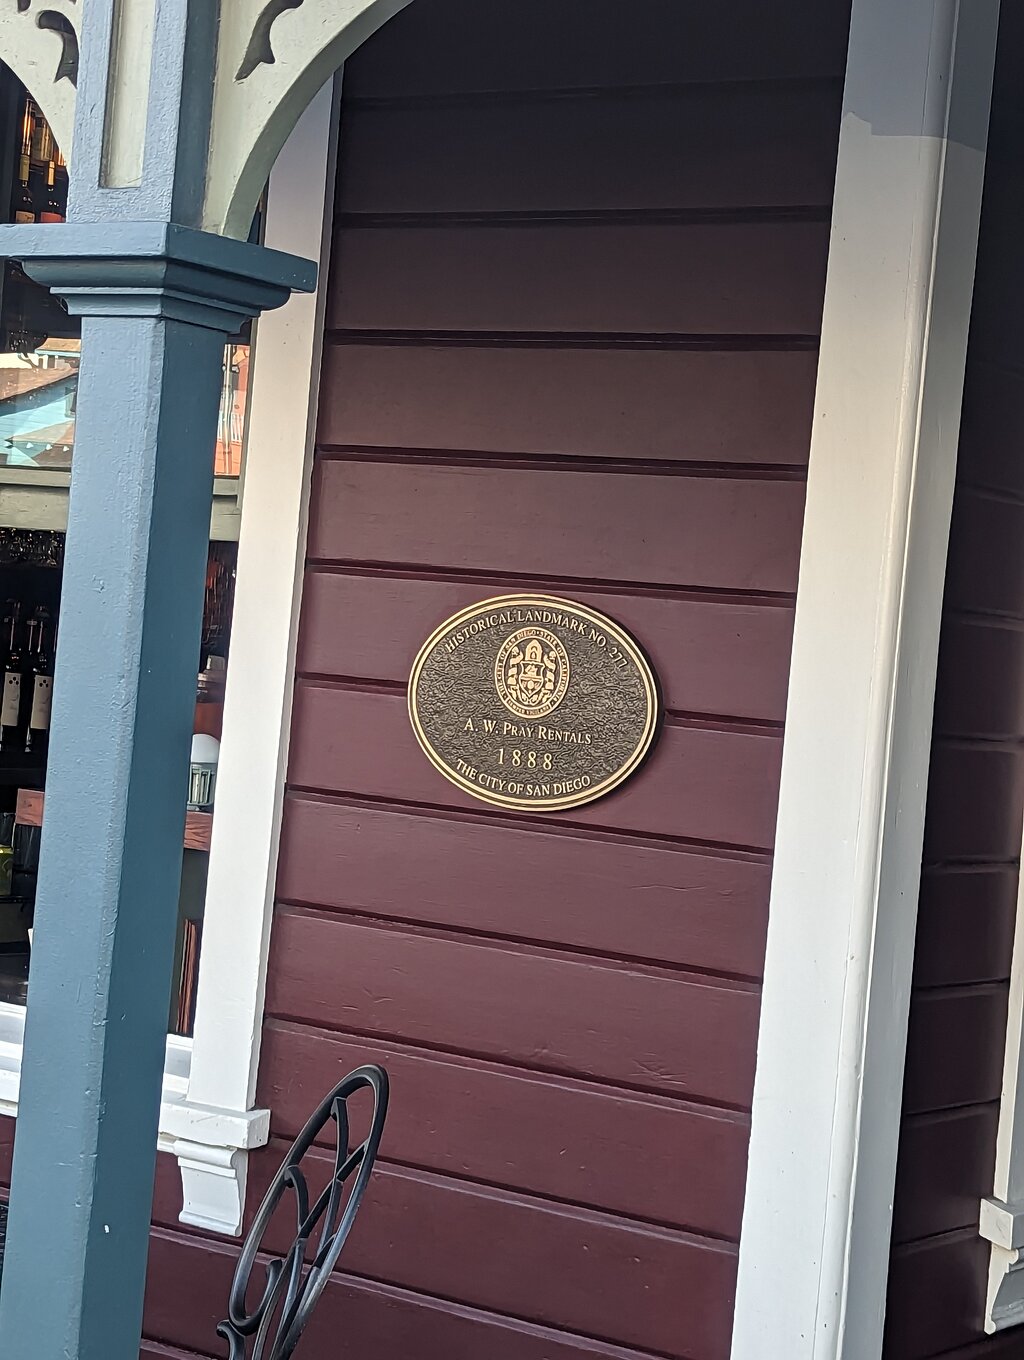 HISTORICAL LANDMARK NO. 277
A. W. PRAY RENTALS
1888
THE CITY OF SAN DIEGO